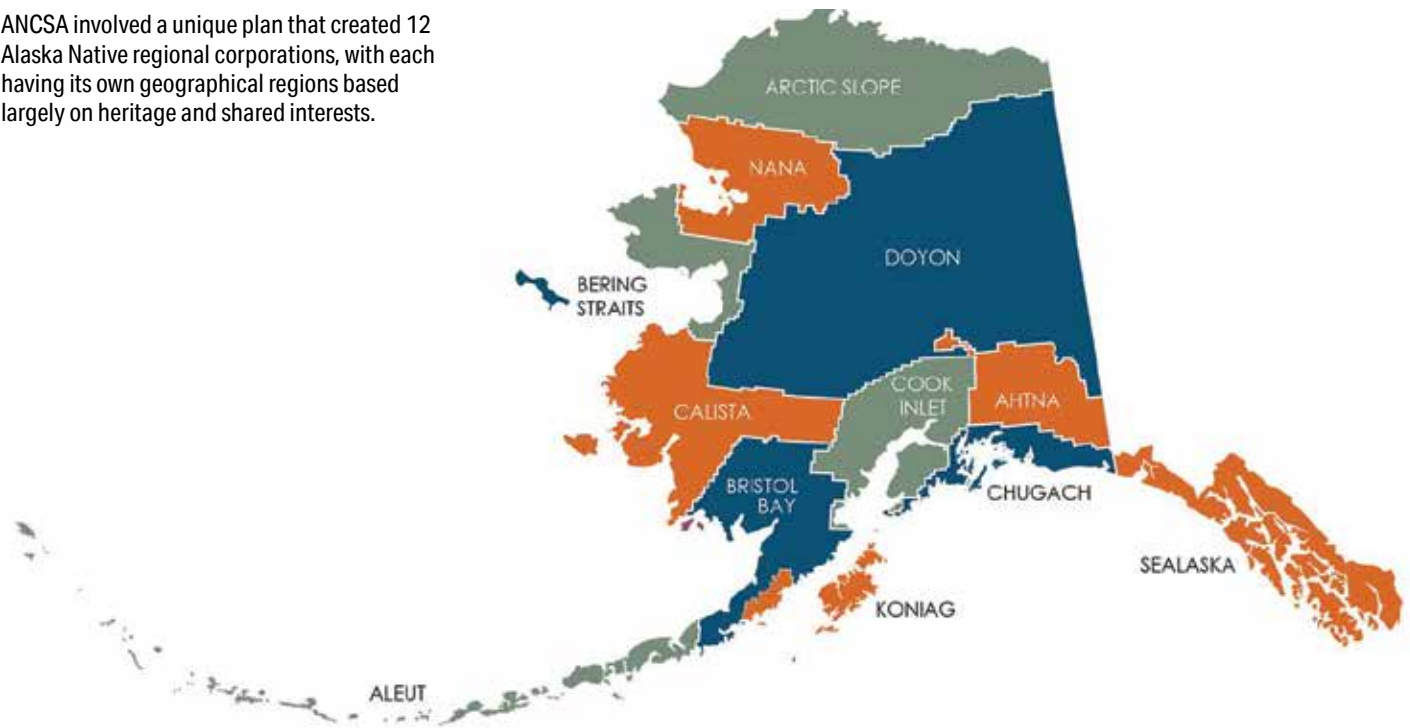 ANCSA involved a unique plan that created 12
Alaska Native regional corporations, with each
having its own geographical regions based
largely on heritage and shared interests.
ARCTIC SLOPE
NANA
DOYON
BERING
STRAITS
COOK
INLET
AHTNA
CALISTA
BRISTOL
BAY
CHUGACH
SEALASKA
KONIAG
ALEUT